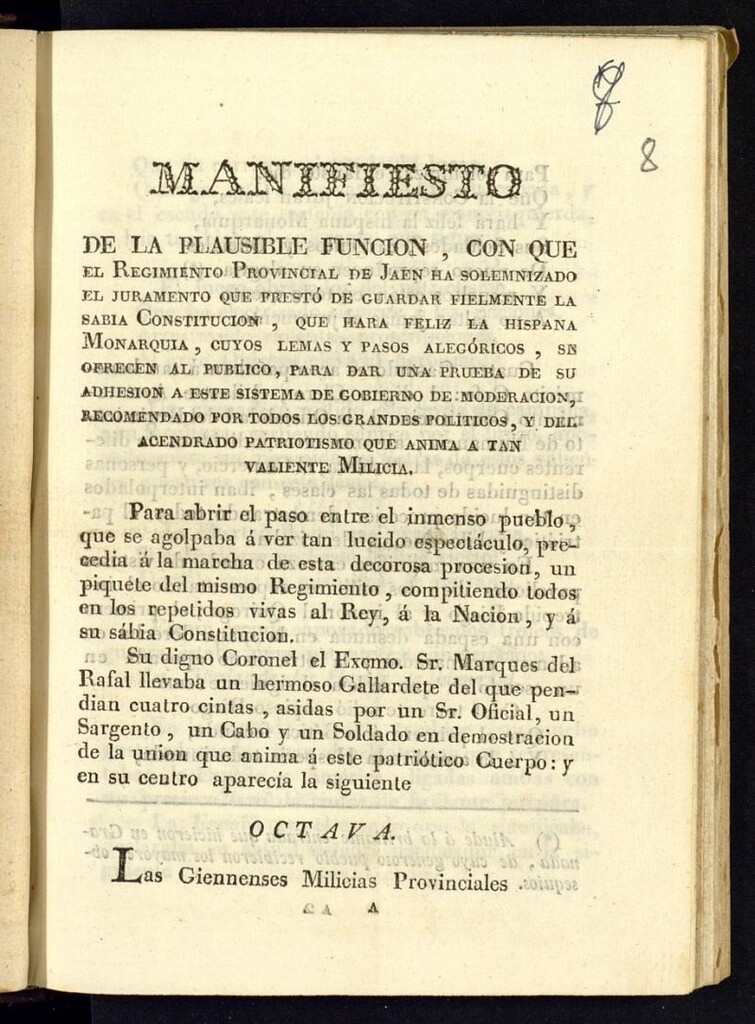 8
8
MANIFIESTO
DE LA PLAUSIBLE FUNCION , CON QUE
EL REGIMIENTO PROVINCIAL DE JAEN HA SOLEMNIZADO
EL JURAMENTO QUE PRESTÓ DE GUARDAR FIELMENTE LA
SABIA CONSTITUCION , QUE HARA FELIZ LA HISPANA
MONARQUIA , CUYOS LEMAS Y PASOS ALEGÓRICOS , SE
OFRECEN AL PUBLICO, PARA DAR UNA PRUEBA DE SU
ADHESION A ESTE SISTEMA DE GOBIERNO DE MODERACION,
RECOMENDADO POR TODOS LOS GRANDES POLITICOS, Y DEL
ACENDRADO PATRIOTISMO QUE ANIMA A TAN
VALIENTE MILICIA.
Para abrir el paso entre el inmenso pueblo,
que se agolpaba á ver tan lucido espectáculo, pre-
cedia á la marcha de esta decorosa procesion, un
piquete del mismo Regimiento, compitiendo todos
en los repetidos vivas al Rey, á la Nacion, y á
su sábia Constitucion.
Su digno Coronel el Excmo. Sr. Marques del
Rafal llevaba un hermoso Gallardete del que pen-
dian cuatro cintas, asidas por un Sr. Oficial, un
Sargento, un Cabo y un Soldado en demostracion
de la union que anima á este patriótico Cuerpo: y
en su centro aparecía la siguiente
OCTAVA.
Las Giennenses Milicias Provinciales
A